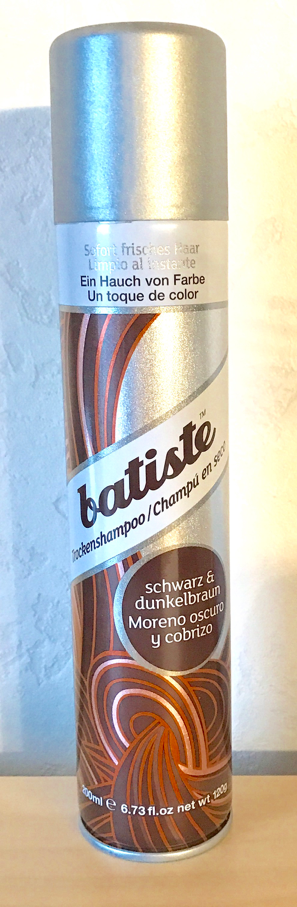 Sofort frisches Haar
Limpio al instante
Ein Hauch von Farbe
Un toque de color
batiste™
Trockenshampoo/Champú en seco
schwarz &
dunkelbraun
Moreno oscuro
y cobrizo
200ml ℮ 6.73 fl.oz net wt 120g